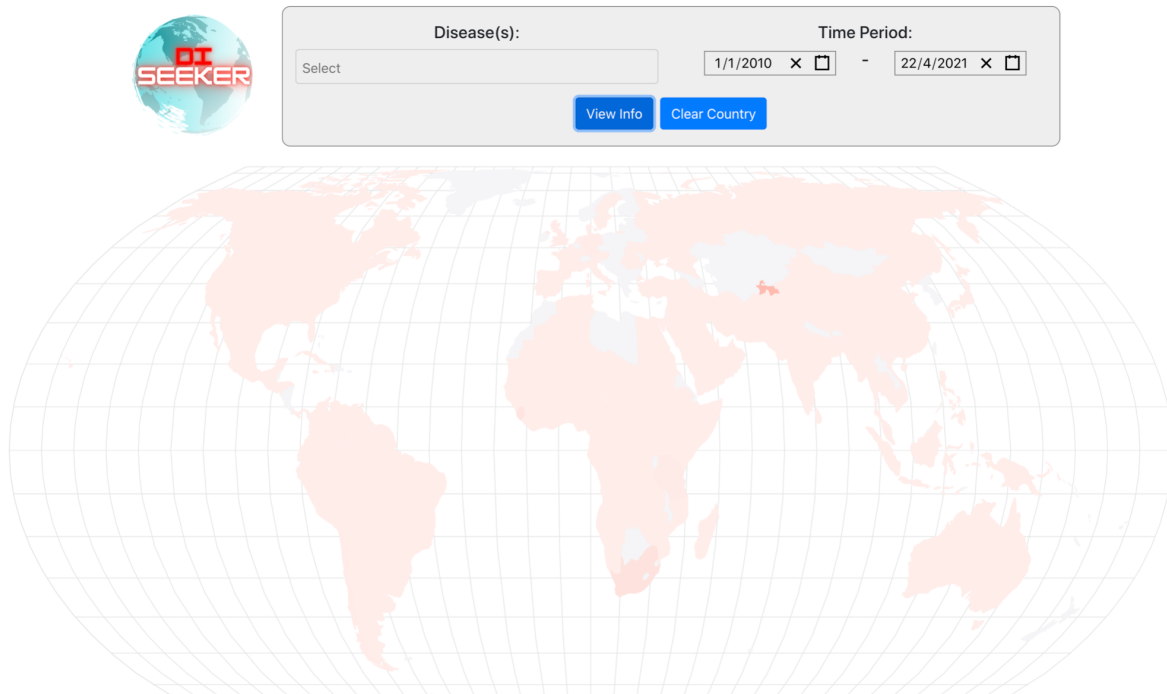 DI
SEEKER
Disease(s):
Select
Time Period:
1/1/2010
-
22/4/2021
View Info
Clear Country